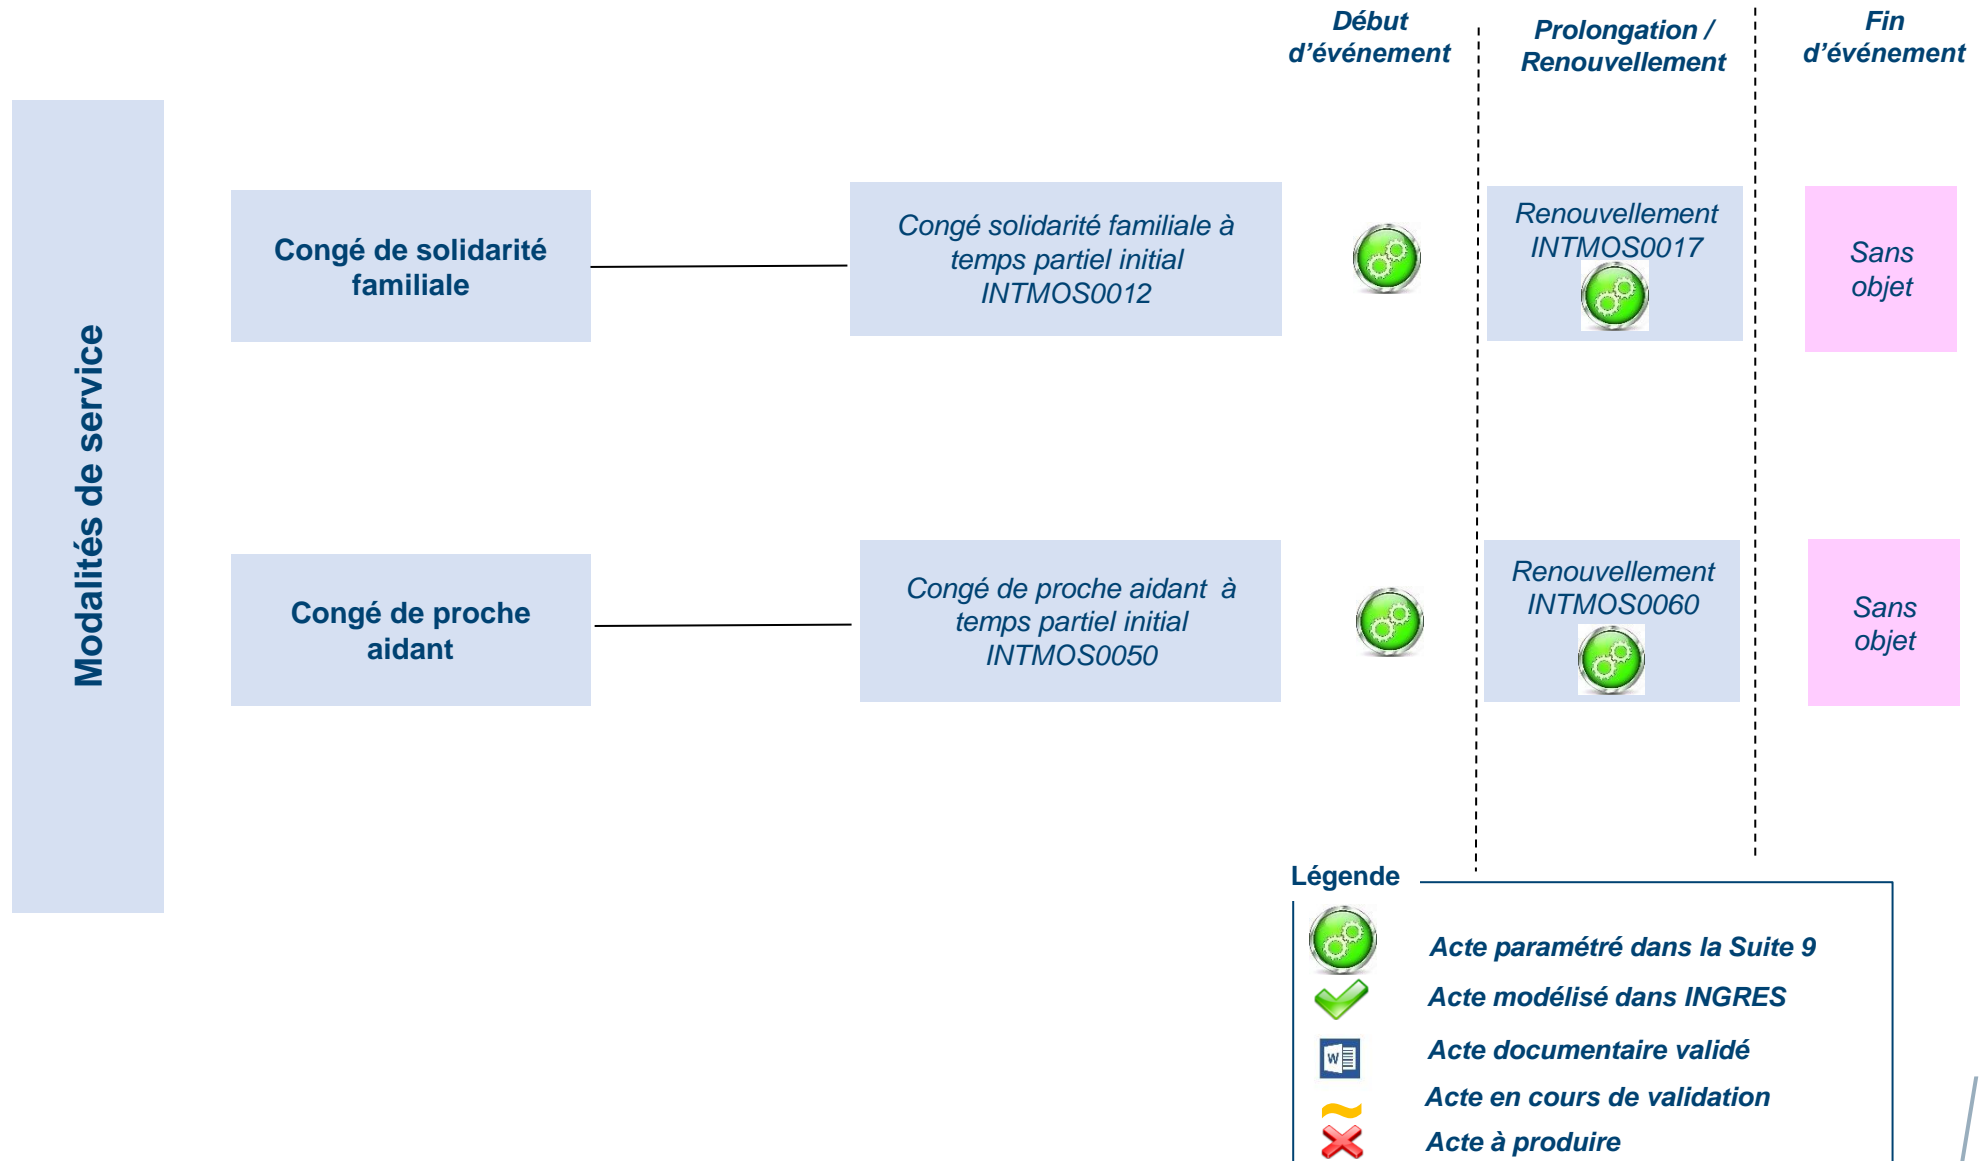 Début
d'événement
Prolongation /
Renouvellement
Fin
d'événement
Modalités de service
Congé de solidarité
familiale
Congé solidarité familiale à
temps partiel initial
INTMOS0012
Renouvellement
INTMOS0017
Sans
objet
Congé de proche
aidant
Congé de proche aidant  à
temps partiel initial
INTMOS0050
Renouvellement
INTMOS0060
Sans
objet
Légende
Acte paramétré dans la Suite 9
Acte modélisé dans INGRES
W
Acte documentaire validé
Acte en cours de validation
Acte à produire